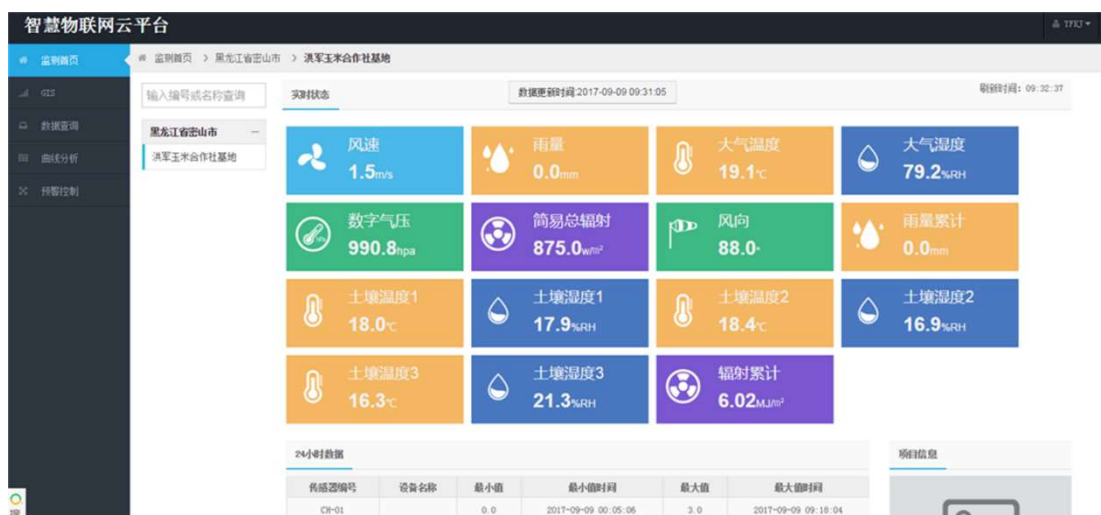 智慧物联网云平台
TPKJ
监测首页
监测首页 > 黑龙江省密山市 > 洪军玉米合作社基地
GIS
输入编号或名称查询
实时状态
数据更新时间:2017-09-09 09:31:05
刷新时间: 09:32:37
数据查询
黑龙江省密山市
曲线分析
洪军玉米合作社基地
预警控制
风速
1.5m/s
雨量
0.0mm
大气温度
19.1℃
大气湿度
79.2%RH
数字气压
990.8hpa
简易总辐射
875.0w/m²
风向
88.0°
雨量累计
0.0mm
土壤温度1
18.0℃
土壤湿度1
17.9%RH
土壤温度2
18.4℃
土壤湿度2
16.9%RH
土壤温度3
16.3℃
土壤湿度3
21.3%RH
辐射累计
6.02MJ/m²
24小时数据
项目信息
传感器编号 设备名称 最小值 最小值时间 最大值 最大值时间
CH-01 0.0 2017-09-09 00:05:06 3.0 2017-09-09 09:18:04